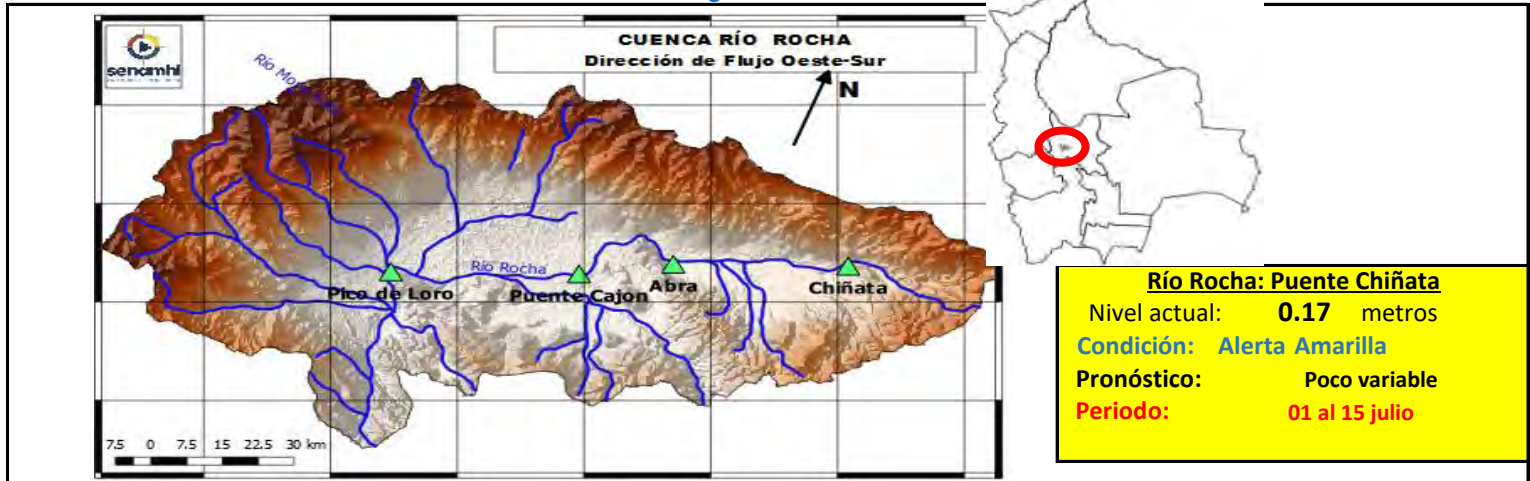 senamhi
CUENCA RÍO ROCHA
Dirección de Flujo Oeste-Sur
N
Río Rocha
Pico de Loro
Puente Cajon
Abra
Chiñata
7.5 0 7.5 15 22.5 30 km
Río Rocha: Puente Chiñata
Nivel actual: 0.17 metros
Condición: Alerta Amarilla
Pronóstico: Poco variable
Periodo: 01 al 15 julio